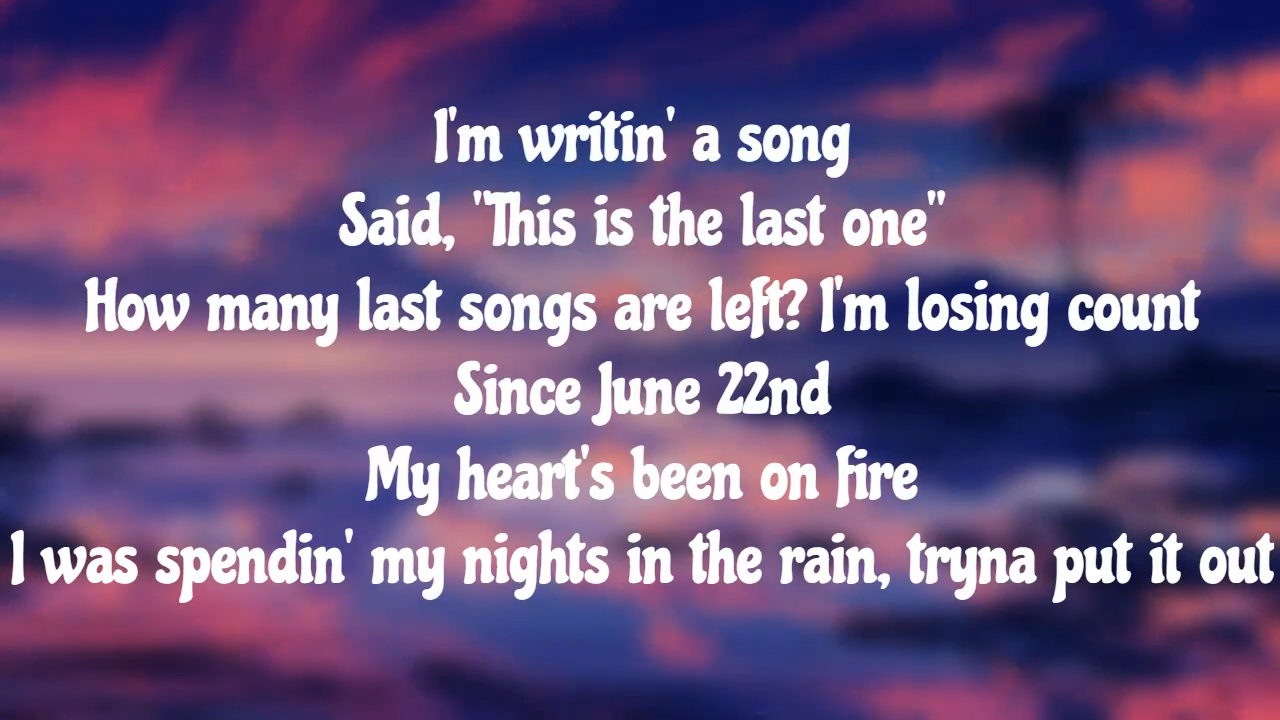 I'm writin' a song
Said, "This is the last one"
How many last songs are left? I'm losing count
Since June 22nd
My heart's been on fire
I was spendin' my nights in the rain, tryna put it out